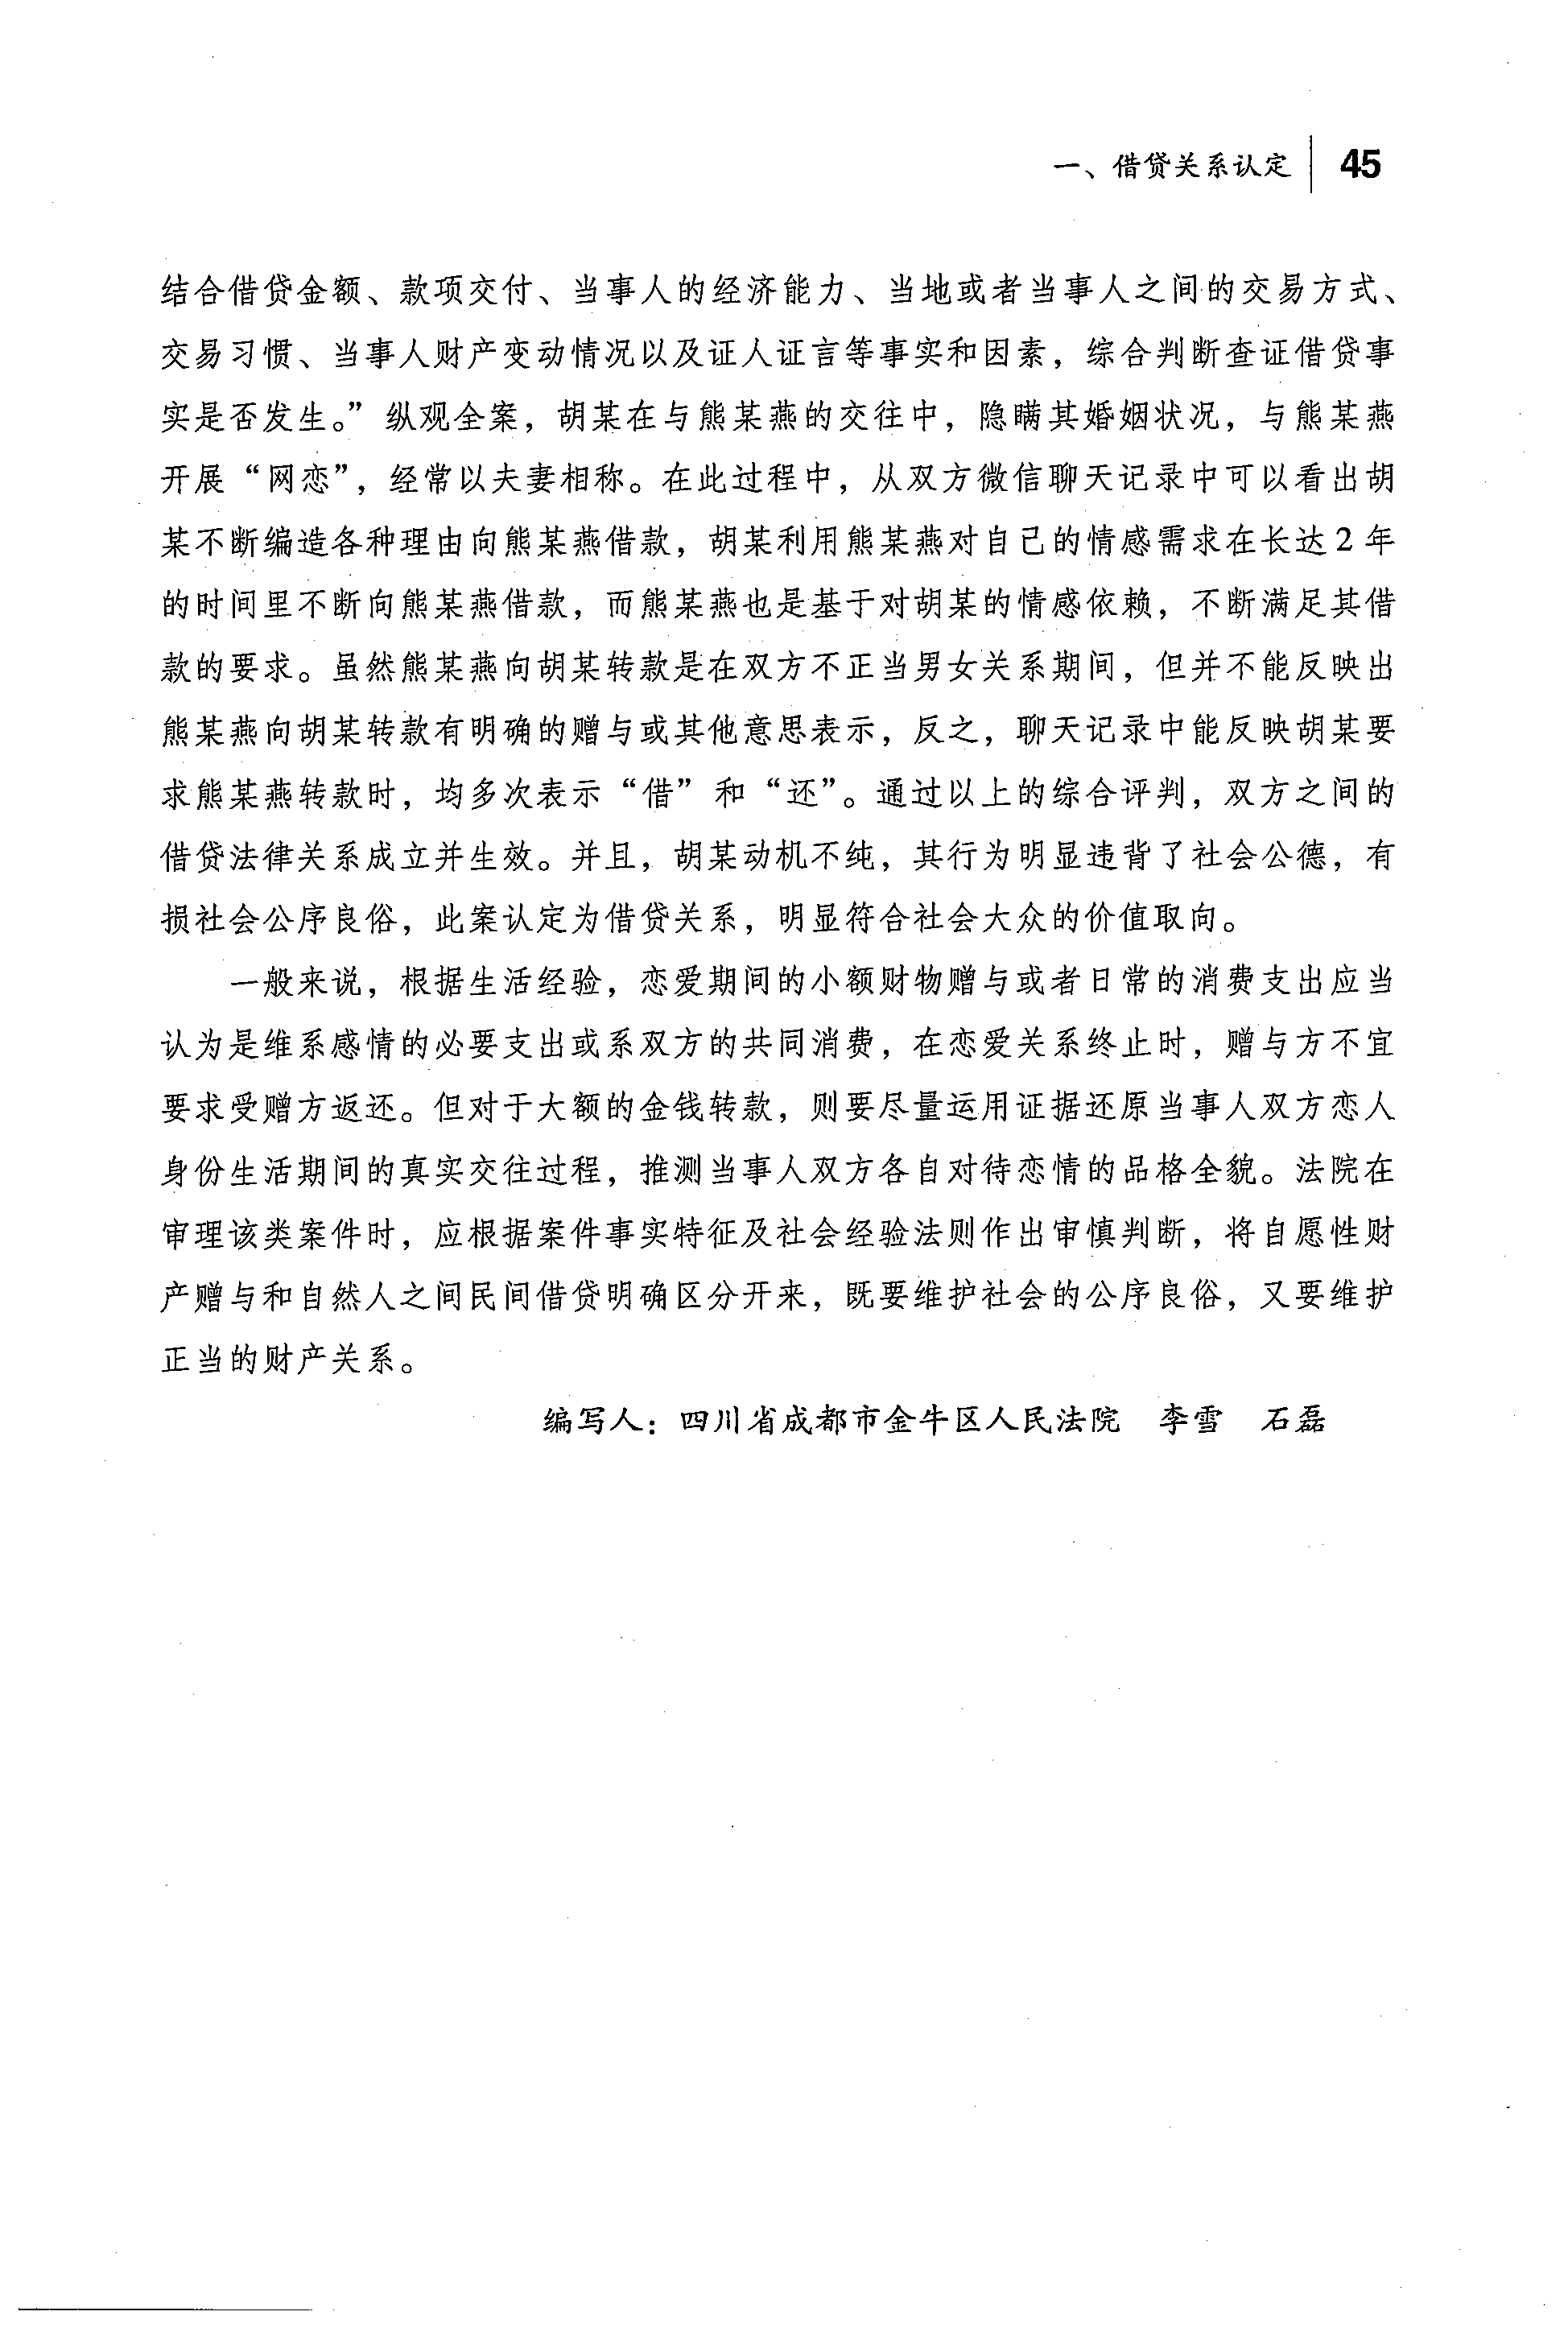 一、借贷关系认定 45
结合借贷金额、款项交付、当事人的经济能力、当地或者当事人之间的交易方式、
交易习惯、当事人财产变动情况以及证人证言等事实和因素，综合判断查证借贷事
实是否发生。”纵观全案，胡某在与熊某燕的交往中，隐瞒其婚姻状况，与熊某燕
开展“网恋”，经常以夫妻相称。在此过程中，从双方微信聊天记录中可以看出胡
某不断编造各种理由向熊某燕借款，胡某利用熊某燕对自己的情感需求在长达2年
的时间里不断向熊某燕借款，而熊某燕也是基于对胡某的情感依赖，不断满足其借
款的要求。虽然熊某燕向胡某转款是在双方不正当男女关系期间，但并不能反映出
熊某燕向胡某转款有明确的赠与或其他意思表示，反之，聊天记录中能反映胡某要
求熊某燕转款时，均多次表示“借”和“还”。通过以上的综合评判，双方之间的
借贷法律关系成立并生效。并且，胡某动机不纯，其行为明显违背了社会公德，有
损社会公序良俗，此案认定为借贷关系，明显符合社会大众的价值取向。
一般来说，根据生活经验，恋爱期间的小额财物赠与或者日常的消费支出应当
认为是维系感情的必要支出或系双方的共同消费，在恋爱关系终止时，赠与方不宜
要求受赠方返还。但对于大额的金钱转款，则要尽量运用证据还原当事人双方恋人
身份生活期间的真实交往过程，推测当事人双方各自对待恋情的品格全貌。法院在
审理该类案件时，应根据案件事实特征及社会经验法则作出审慎判断，将自愿性财
产赠与和自然人之间民间借贷明确区分开来，既要维护社会的公序良俗，又要维护
正当的财产关系。
编写人：四川省成都市金牛区人民法院 李雪 石磊